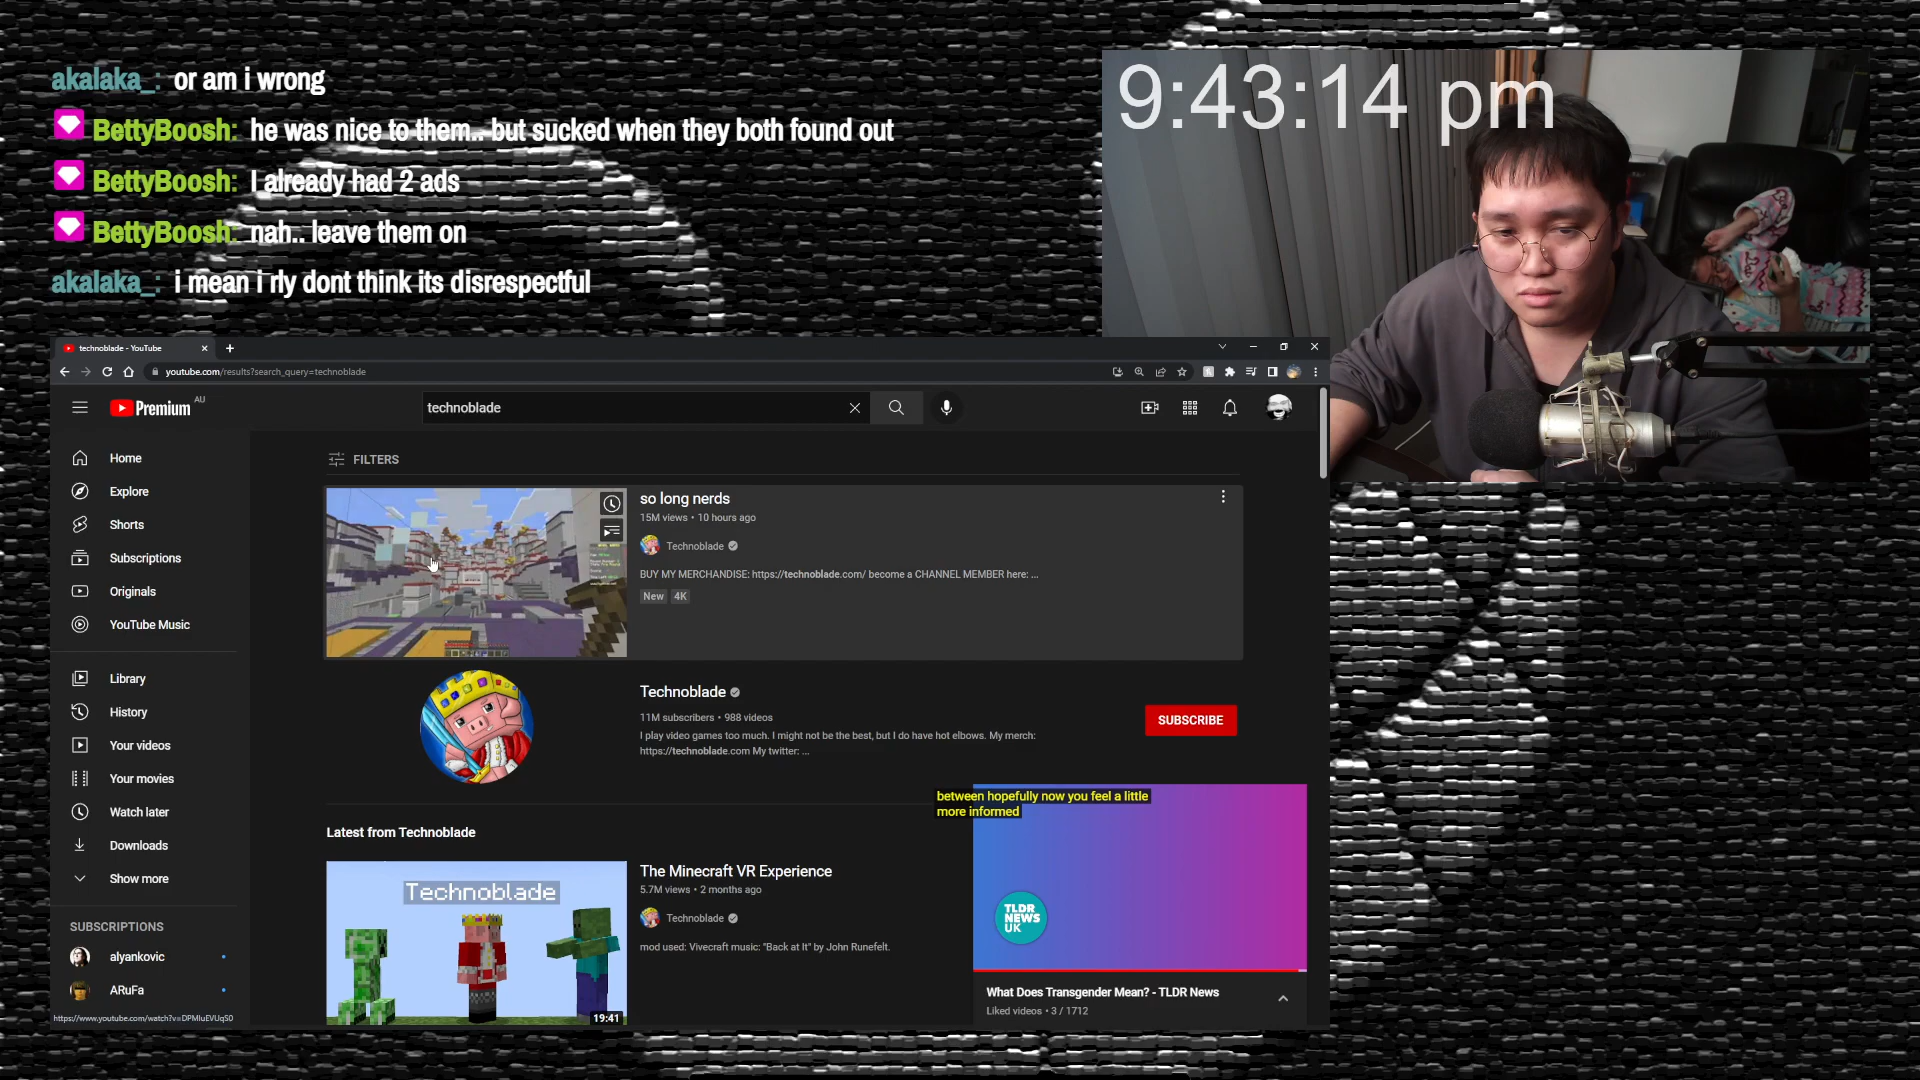 akalaka_: or am i wrong
BettyBoosh: he was nice to them.. but sucked when they both found out
BettyBoosh: I already had 2 ads
BettyBoosh: nah.. leave them on
akalaka_: i mean i rly dont think its disrespectful
9:43:14 pm
technoblade - YouTube
youtube.com/results?search_query=technoblade
Premium AU
technoblade
Home
Explore
Shorts
Subscriptions
Originals
YouTube Music
Library
History
Your videos
Your movies
Watch later
Downloads
Show more
SUBSCRIPTIONS
alyankovic
ARuFa
https://www.youtube.com/watch?v=DPMluEVUqS0
FILTERS
so long nerds
15M views • 10 hours ago
Technoblade
BUY MY MERCHANDISE: https://technoblade.com/ become a CHANNEL MEMBER here: ...
New 4K
Technoblade
11M subscribers • 988 videos
I play video games too much. I might not be the best, but I do have hot elbows. My merch:
https://technoblade.com My twitter: ...
SUBSCRIBE
Latest from Technoblade
Technoblade
19:41
The Minecraft VR Experience
5.7M views • 2 months ago
Technoblade
mod used: Vivecraft music: "Back at It" by John Runefelt.
between hopefully now you feel a little
more informed
TLDR
NEWS
UK
What Does Transgender Mean? - TLDR News
Liked videos • 3 / 1712